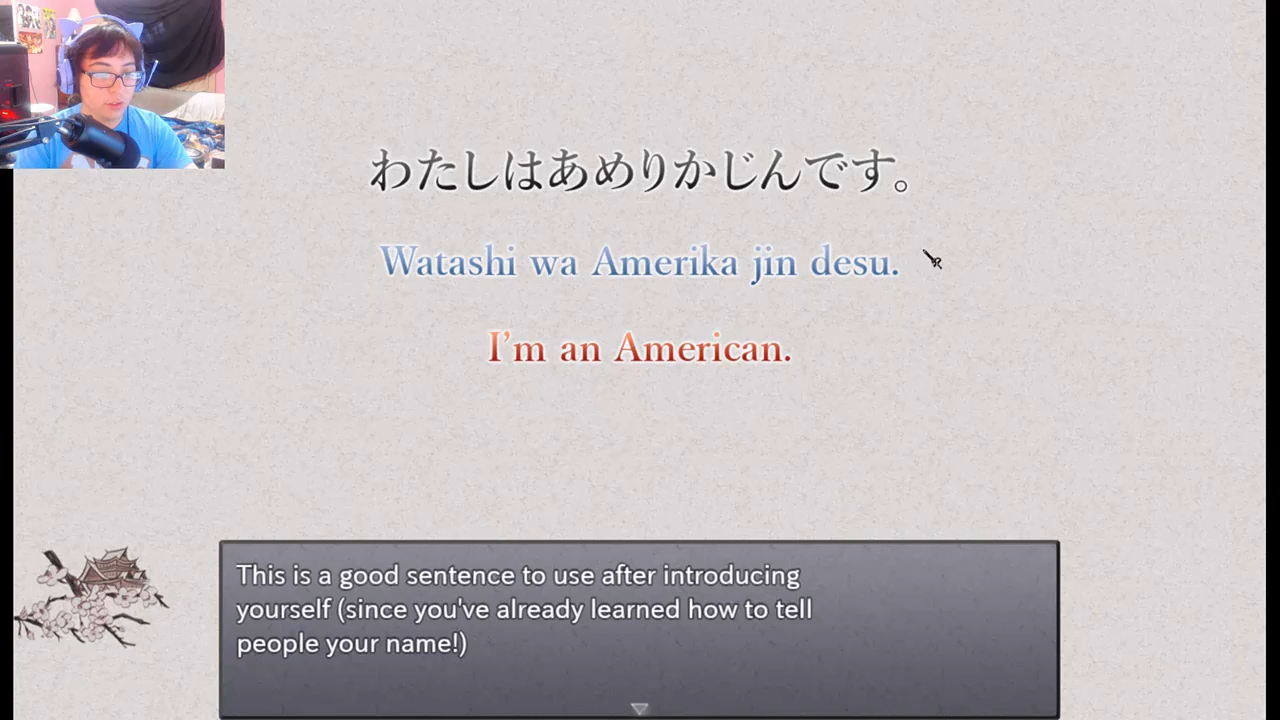 わたしはあめりかじんです。
Watashi wa Amerika jin desu.
I'm an American.
This is a good sentence to use after introducing
yourself (since you've already learned how to tell
people your name!)